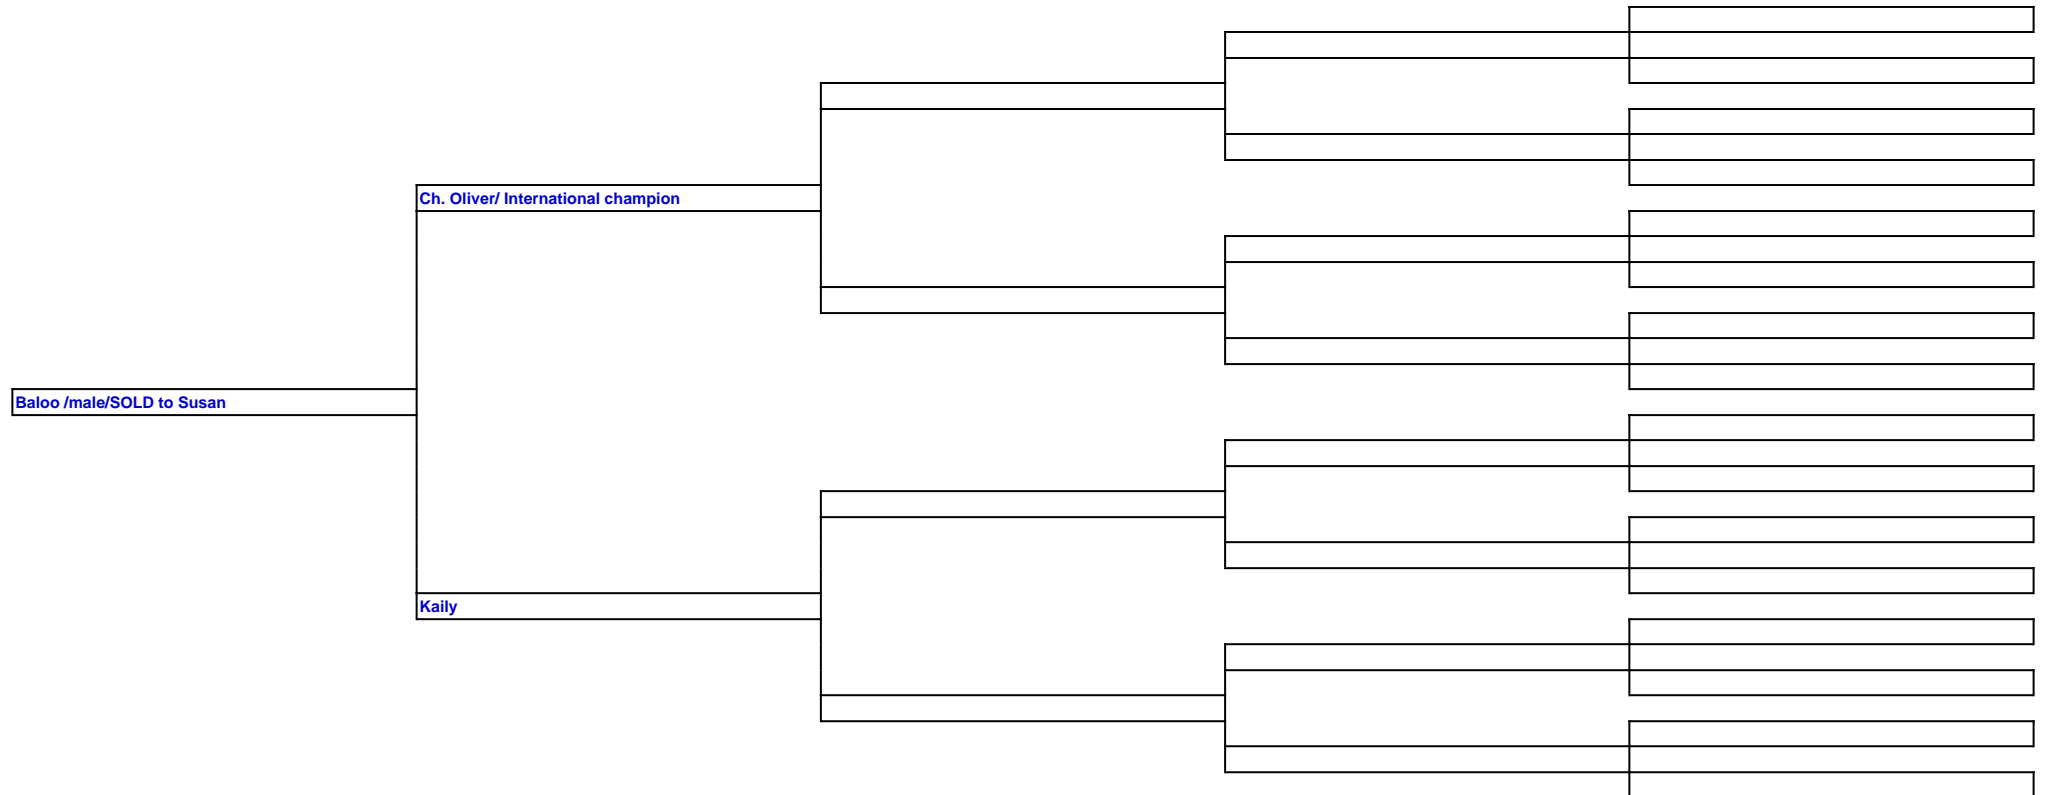 Ch. Oliver/ International champion
Baloo /male/SOLD to Susan
Kaily